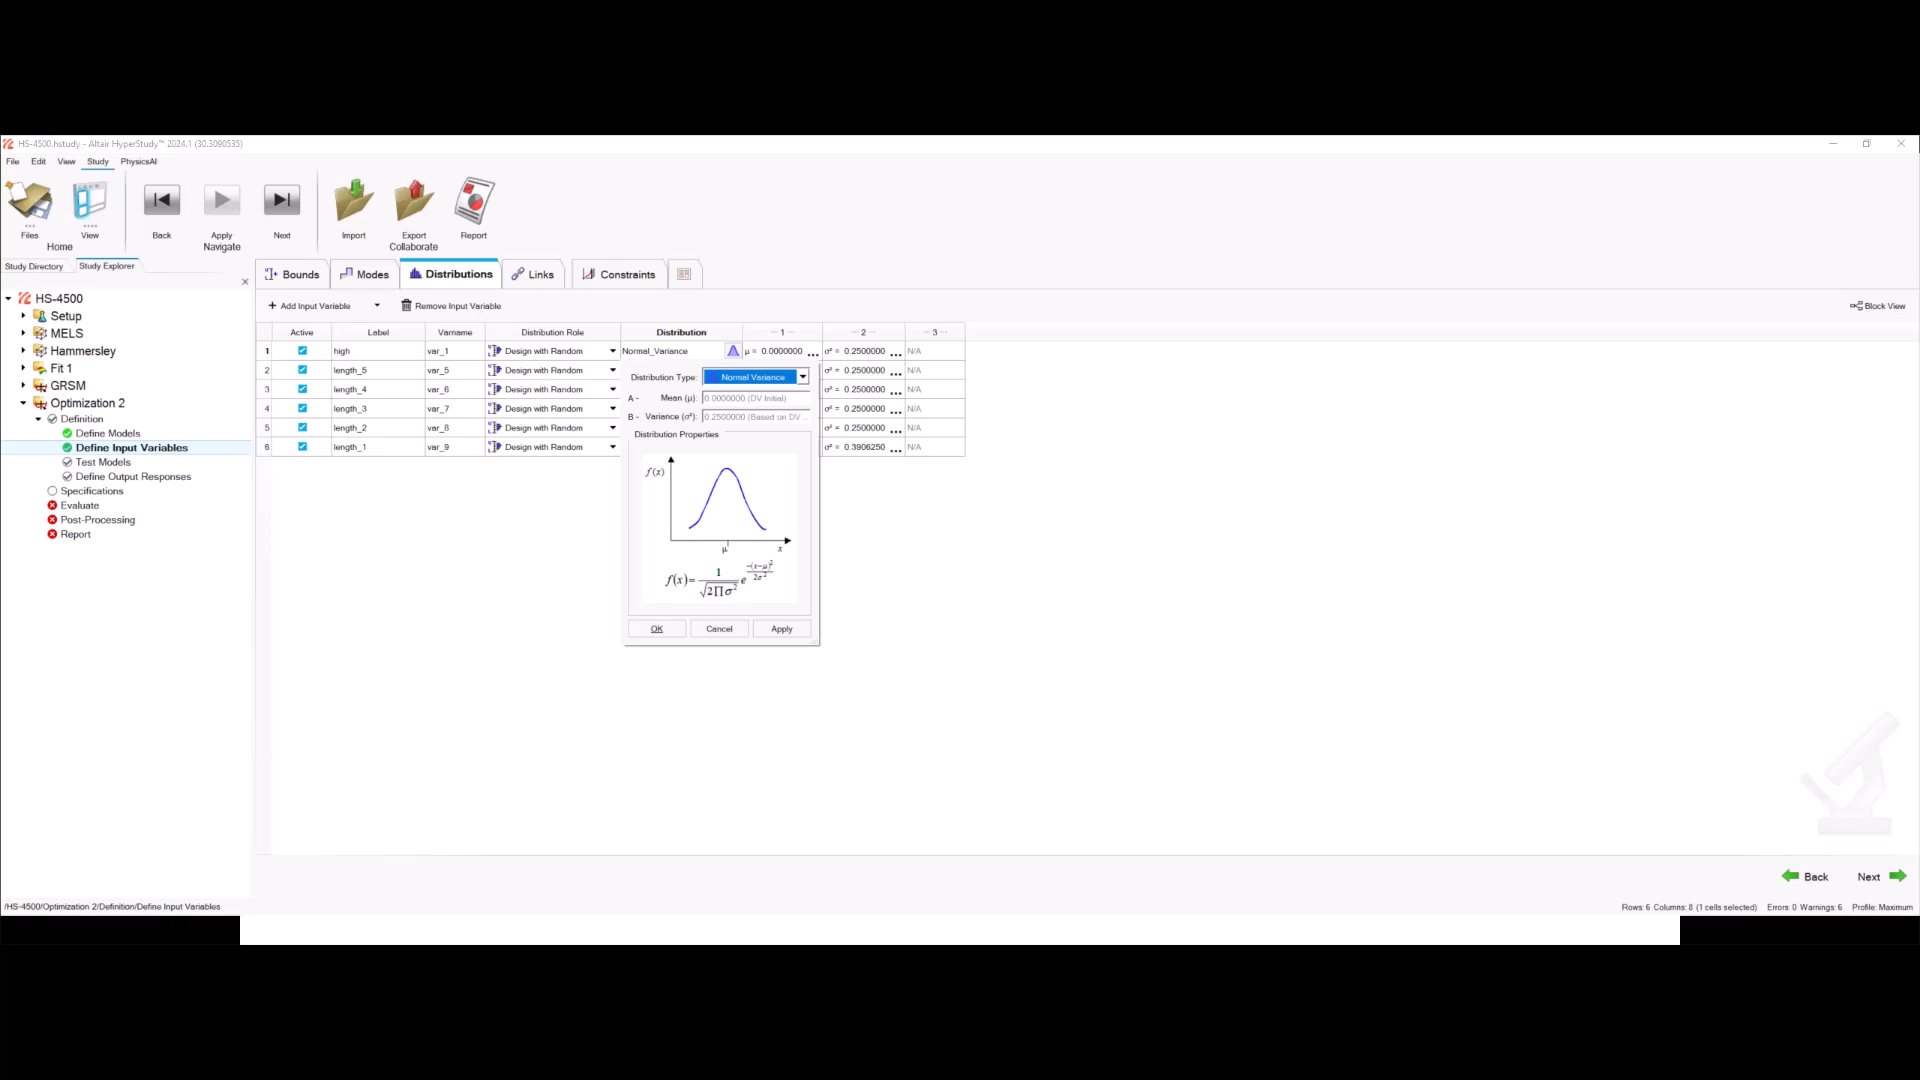 HS-4500.hstudy - Altair HyperStudy™ 2024.1 (30.3090535)
File Edit View Study PhysicsAI
Files View Back Apply Next Import Export Report
Home Navigate Collaborate
Study Directory Study Explorer
Bounds Modes Distributions Links Constraints
Add Input Variable Remove Input Variable Block View
HS-4500
Setup
MELS
Hammersley
Fit 1
GRSM
Optimization 2
Definition
Define Models
Define Input Variables
Test Models
Define Output Responses
Specifications
Evaluate
Post-Processing
Report
Active Label Varname Distribution Role Distribution 1 2 3
1 high var_1 Design with Random Normal_Variance μ = 0.0000000 ... σ² = 0.2500000 ... N/A
2 length_5 var_5 Design with Random σ² = 0.2500000 ... N/A
3 length_4 var_6 Design with Random σ² = 0.2500000 ... N/A
4 length_3 var_7 Design with Random σ² = 0.2500000 ... N/A
5 length_2 var_8 Design with Random σ² = 0.2500000 ... N/A
6 length_1 var_9 Design with Random σ² = 0.3906250 ... N/A
Distribution Type: Normal Variance
A - Mean (μ): 0.0000000 (DV Initial)
B - Variance (σ²): 0.2500000 (Based on DV ...
Distribution Properties
f(x)
μ x
f(x)= 1 / √2∏σ² e -(x-μ)² / 2σ²
OK Cancel Apply
Back Next
/HS-4500/Optimization 2/Definition/Define Input Variables
Rows: 6 Columns: 8 (1 cells selected) Errors: 0 Warnings: 6 Profile: Maximum